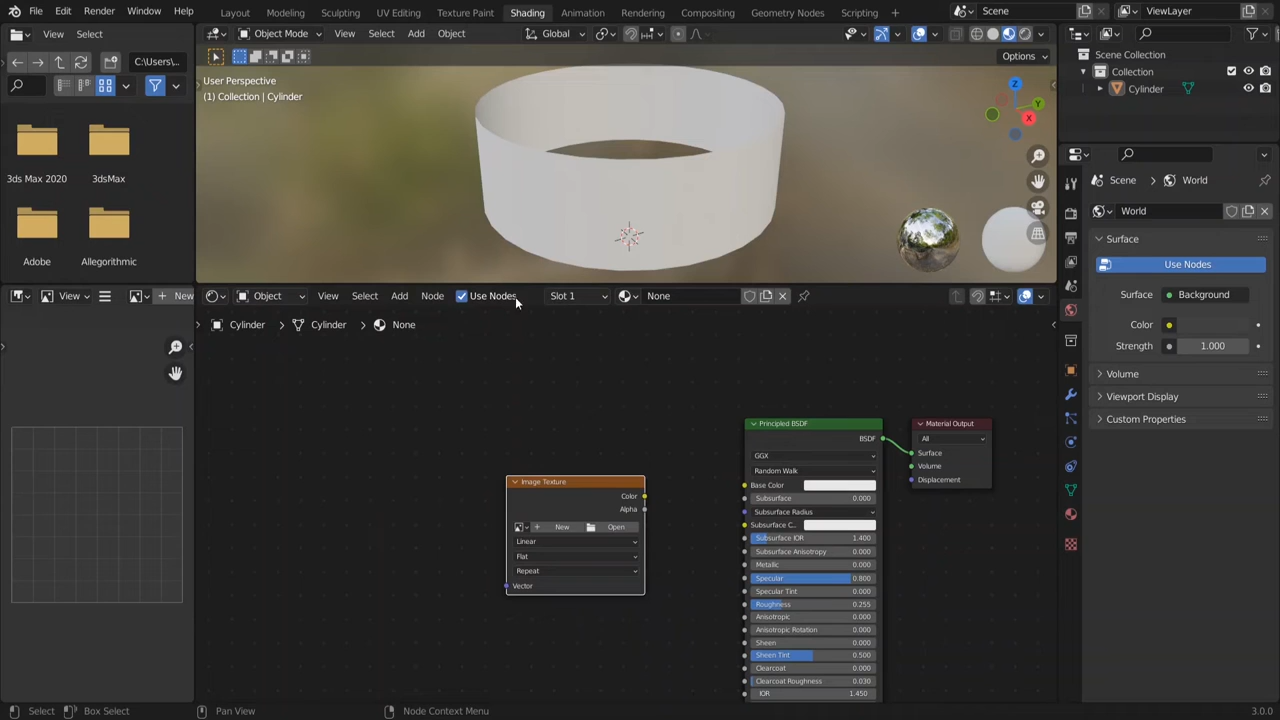 File Edit Render Window Help Layout Modeling Sculpting UV Editing Texture Paint Shading Animation Rendering Compositing Geometry Nodes Scripting Scene ViewLayer
View Select Object Mode View Select Add Object Global
C:\Users\... Options
User Perspective
(1) Collection | Cylinder
Scene Collection
Collection
Cylinder
X Y Z
3ds Max 2020 3dsMax
Adobe Allegorithmic
Scene World
World
Surface
Use Nodes
Surface Background
Color
Strength 1.000
Volume
Viewport Display
Custom Properties
View New Object View Select Add Node Use Nodes Slot 1 None
Cylinder Cylinder None
Image Texture
Color
Alpha
New Open
Linear
Flat
Repeat
Vector
Principled BSDF
BSDF
GGX
Random Walk
Base Color
Subsurface 0.000
Subsurface Radius
Subsurface C...
Subsurface IOR 1.400
Subsurface Anisotropy 0.000
Metallic 0.000
Specular 0.800
Specular Tint 0.000
Roughness 0.255
Anisotropic 0.000
Anisotropic Rotation 0.000
Sheen 0.000
Sheen Tint 0.500
Clearcoat 0.000
Clearcoat Roughness 0.030
IOR 1.450
Material Output
All
Surface
Volume
Displacement
Select Box Select Pan View Node Context Menu 3.0.0